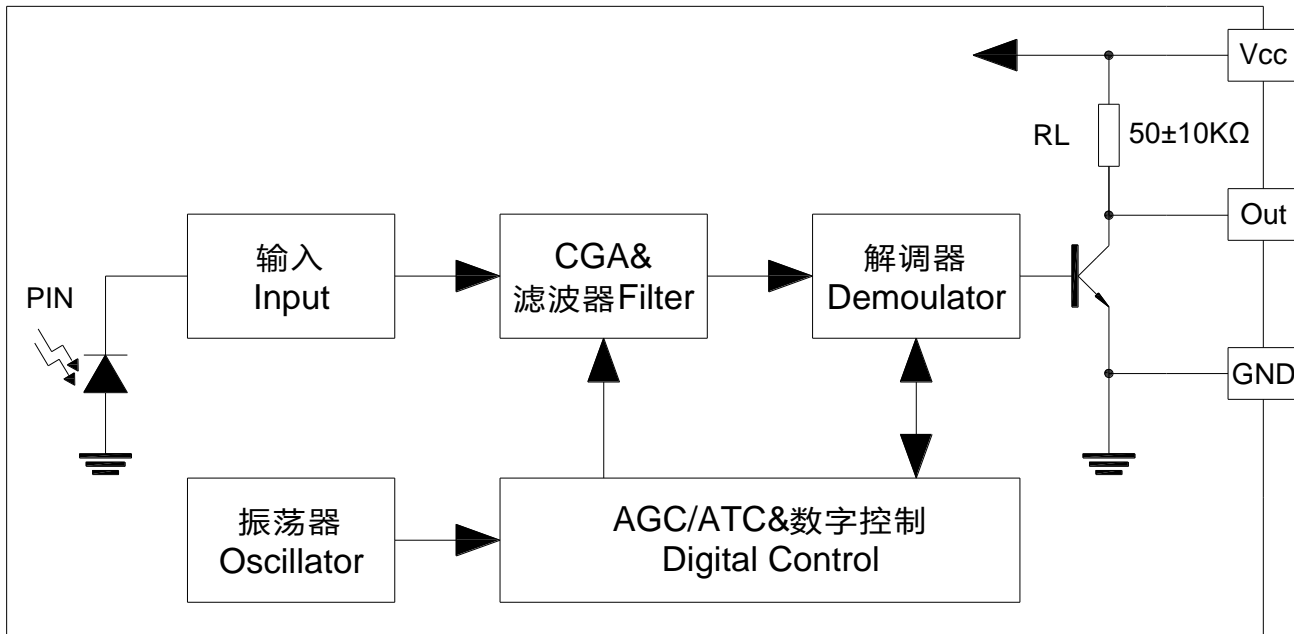 Vcc
RL
50±10KΩ
Out
输入
Input
CGA&
滤波器Filter
解调器
Demoulator
PIN
GND
振荡器
Oscillator
AGC/ATC&数字控制
Digital Control